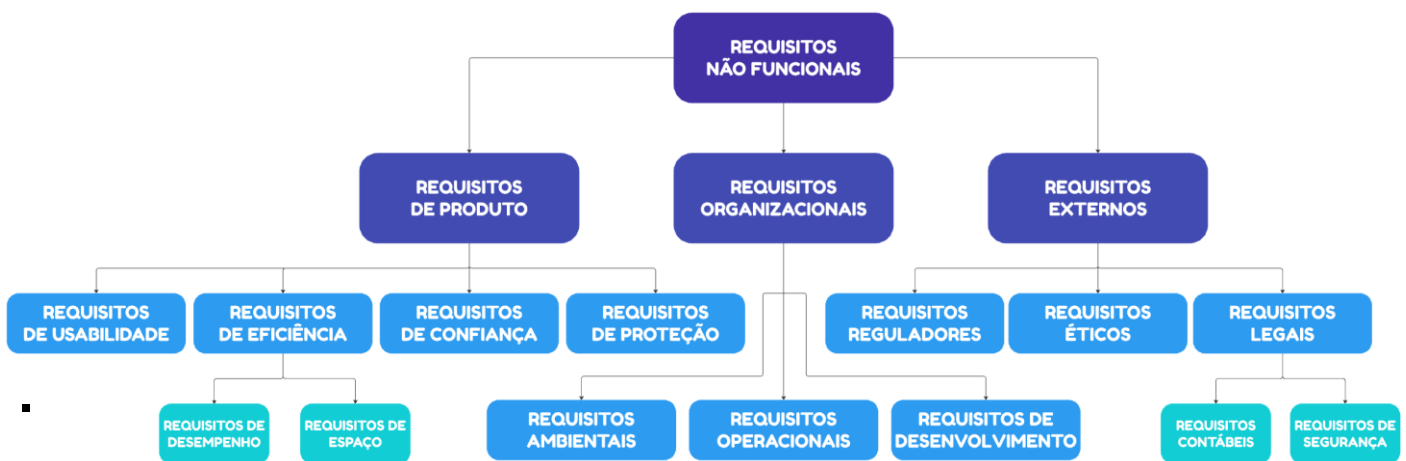 REQUISITOS
NÃO FUNCIONAIS
REQUISITOS
DE PRODUTO
REQUISITOS
ORGANIZACIONAIS
REQUISITOS
EXTERNOS
REQUISITOS
DE USABILIDADE
REQUISITOS
DE EFICIÊNCIA
REQUISITOS
DE CONFIANÇA
REQUISITOS
DE PROTEÇÃO
REQUISITOS
REGULADORES
REQUISITOS
ÉTICOS
REQUISITOS
LEGAIS
REQUISITOS DE
DESEMPENHO
REQUISITOS DE
ESPAÇO
REQUISITOS
AMBIENTAIS
REQUISITOS
OPERACIONAIS
REQUISITOS DE
DESENVOLVIMENTO
REQUISITOS
CONTÁBEIS
REQUISITOS DE
SEGURANÇA